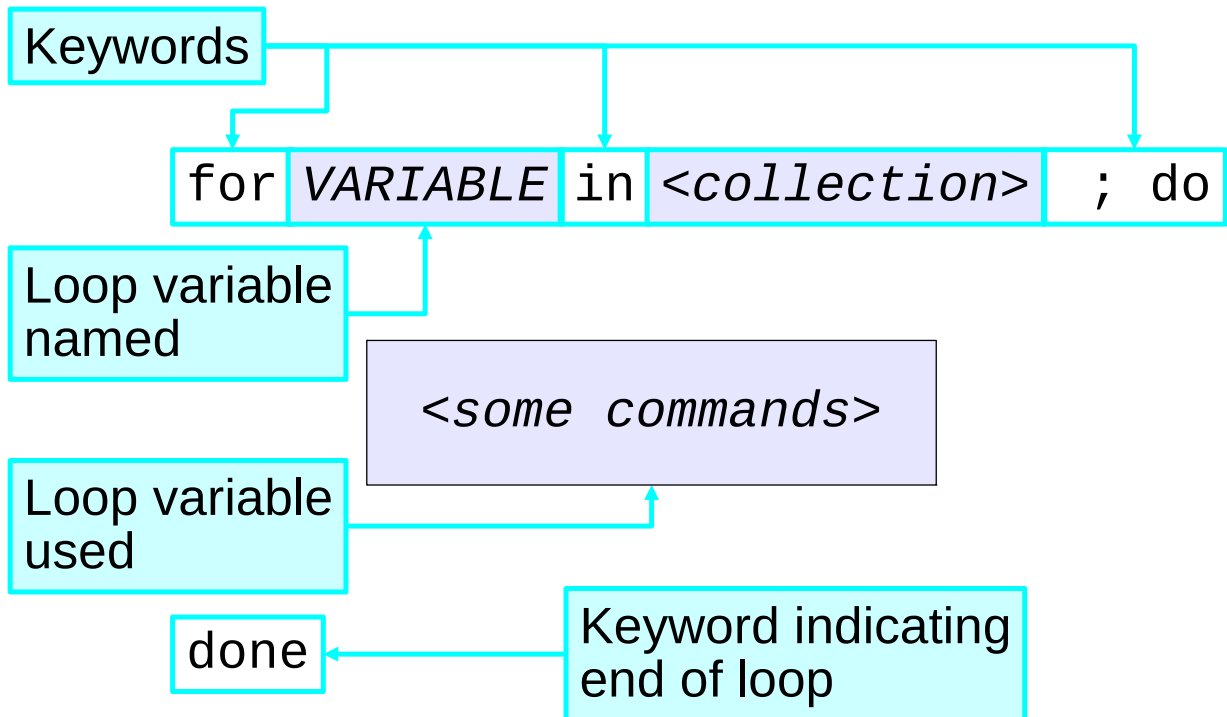 Keywords
for VARIABLE in <collection> ; do
Loop variable
named
<some commands>
Loop variable
used
done
Keyword indicating
end of loop